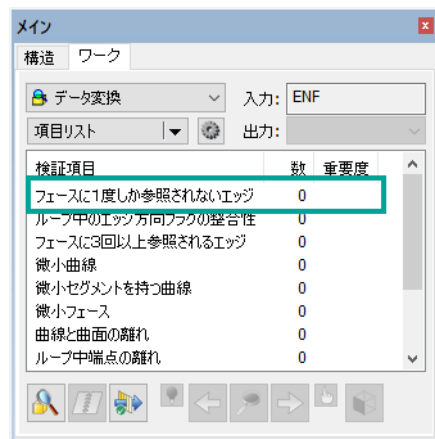 メイン
構造 ワーク
データ変換 入力: ENF
項目リスト 出力:
検証項目 数 重要度
フェースに1度しか参照されないエッジ 0
ループ中のエッジ方向フラグの整合性 0
フェースに3回以上参照されるエッジ 0
微小曲線 0
微小セグメントを持つ曲線 0
微小フェース 0
曲線と曲面の離れ 0
ループ中端点の離れ 0